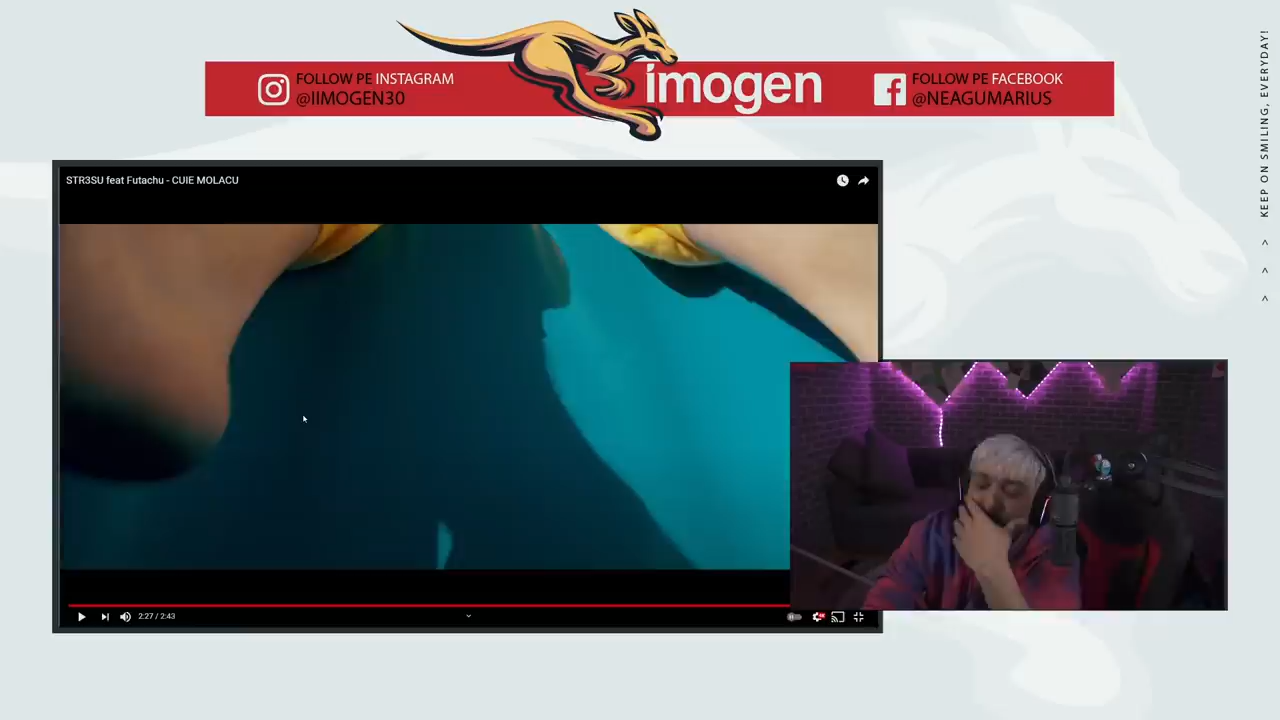 FOLLOW PE INSTAGRAM
@IIMOGEN30
imogen
FOLLOW PE FACEBOOK
@NEAGUMARIUS
KEEP ON SMILING, EVERYDAY!
STR3SU feat Futachu - CUIE MOLACU
2:27 / 2:43